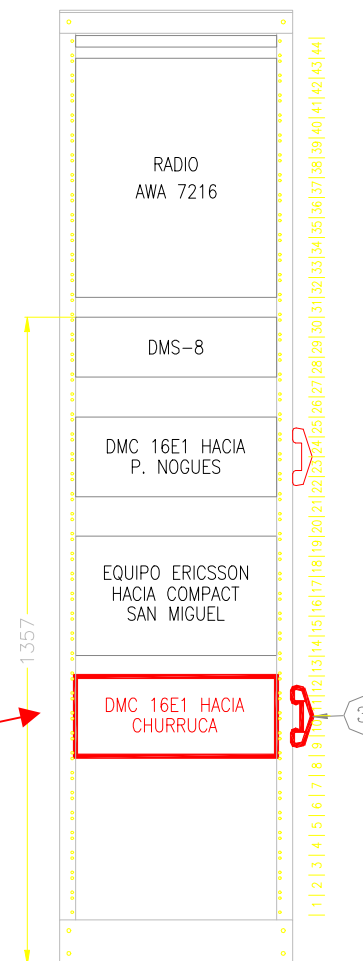 RADIO
AWA 7216
DMS-8
DMC 16E1 HACIA
P. NOGUES
EQUIPO ERICSSON
HACIA COMPACT
SAN MIGUEL
DMC 16E1 HACIA
CHURRUCA
1357
1|2|3|4|5|6|7|8|9|10|11|12|13|14|15|16|17|18|19|20|21|22|23|24|25|26|27|28|29|30|31|32|33|34|35|36|37|38|39|40|41|42|43|44|